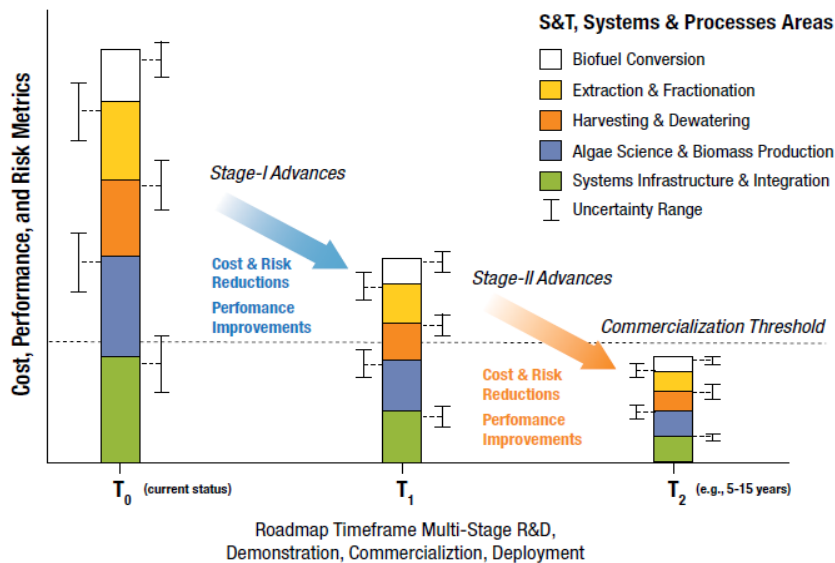 S&T, Systems & Processes Areas
Biofuel Conversion
Extraction & Fractionation
Harvesting & Dewatering
Algae Science & Biomass Production
Systems Infrastructure & Integration
Uncertainty Range
Cost, Performance, and Risk Metrics
Stage-I Advances
Cost & Risk
Reductions
Perfomance
Improvements
Stage-II Advances
Commercialization Threshold
Cost & Risk
Reductions
Perfomance
Improvements
T0 (current status)
T1
T2 (e.g., 5-15 years)
Roadmap Timeframe Multi-Stage R&D,
Demonstration, Commercializtion, Deployment